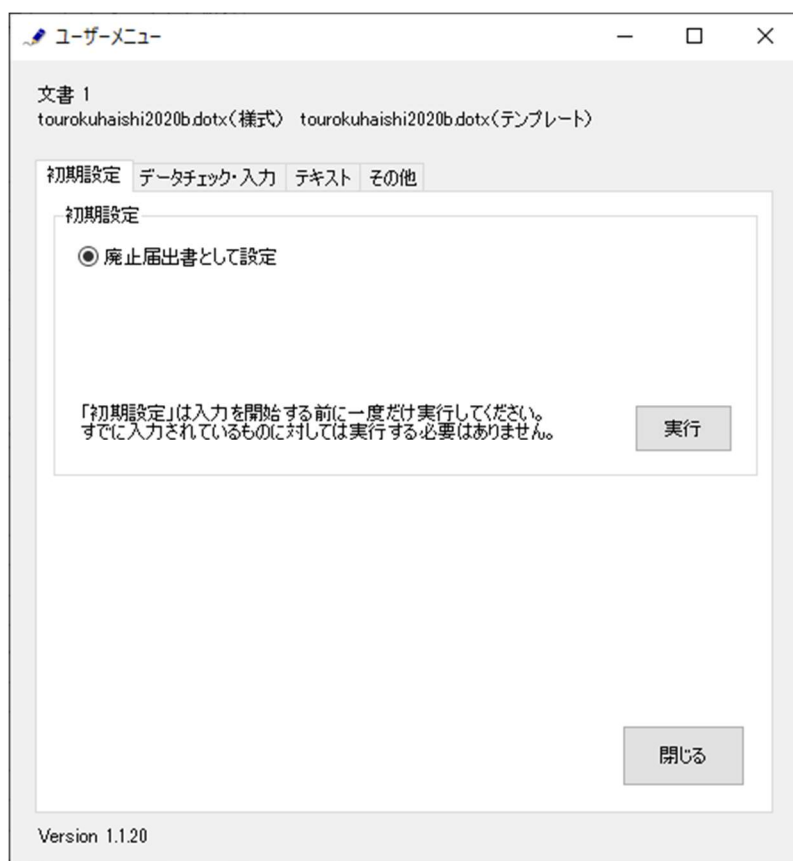 ユーザーメニュー
文書 1
tourokuhaishi2020b.dotx(様式) tourokuhaishi2020b.dotx(テンプレート)
初期設定 データチェック・入力 テキスト その他
初期設定
廃止届出書として設定
「初期設定」は入力を開始する前に一度だけ実行してください。
すでに入力されているものに対しては実行する必要はありません。
実行
閉じる
Version 1.1.20